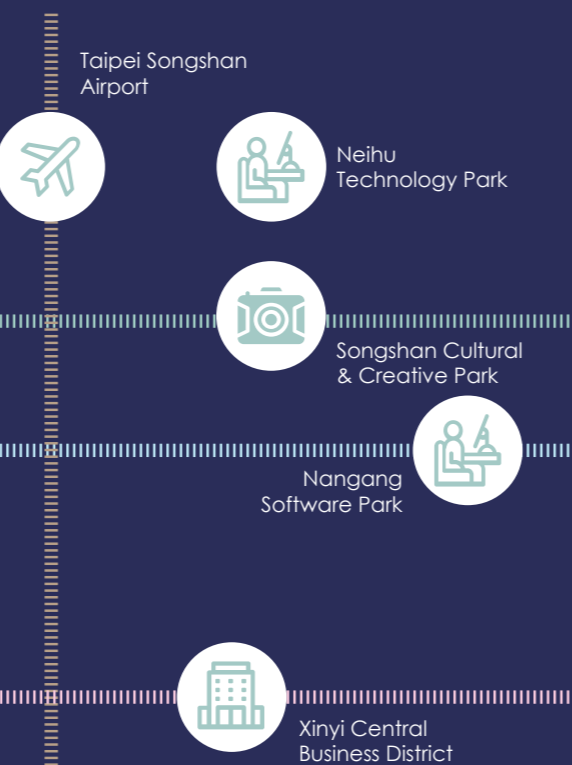 Taipei Songshan
Airport
Neihu
Technology Park
Songshan Cultural
& Creative Park
Nangang
Software Park
Xinyi Central
Business District